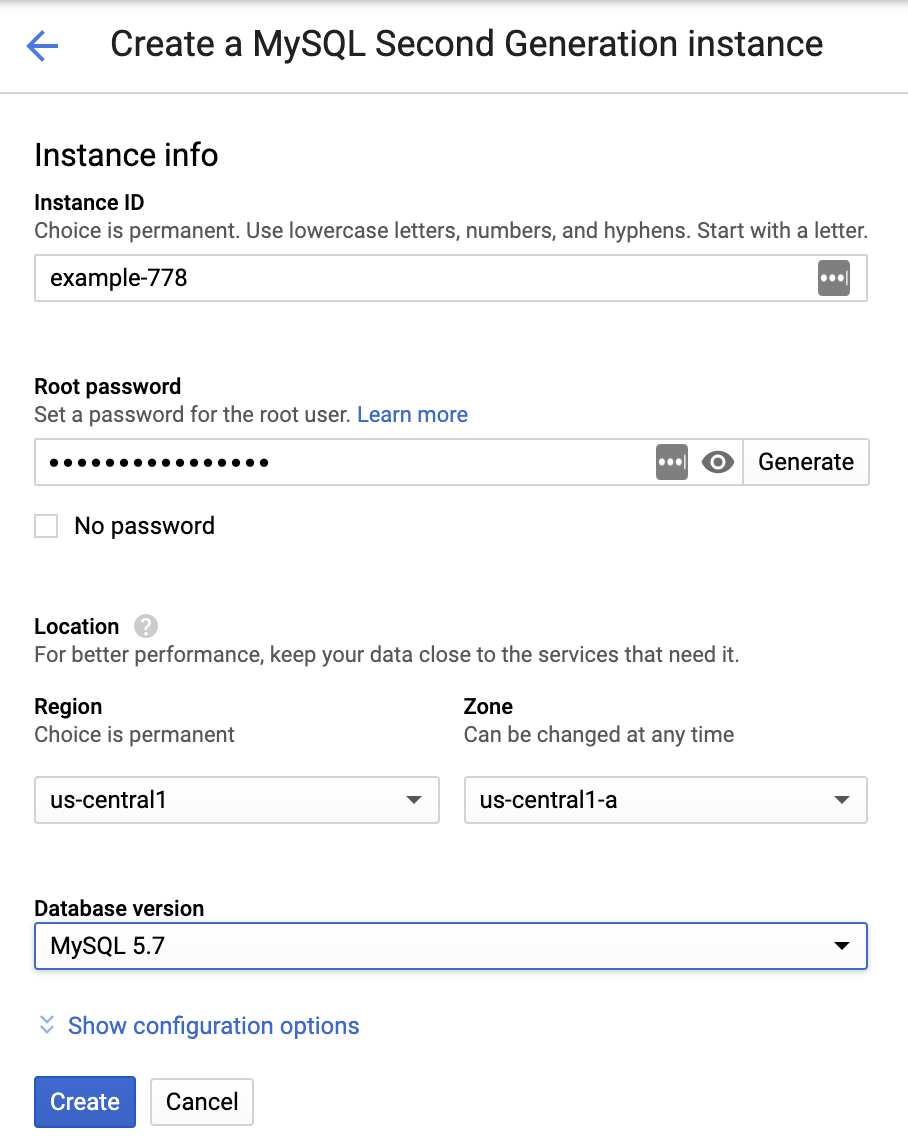 Create a MySQL Second Generation instance
Instance info
Instance ID
Choice is permanent. Use lowercase letters, numbers, and hyphens. Start with a letter.
example-778
Root password
Set a password for the root user. Learn more
••••••••••••••••
Generate
No password
Location ?
For better performance, keep your data close to the services that need it.
Region
Choice is permanent
Zone
Can be changed at any time
us-central1
us-central1-a
Database version
MySQL 5.7
Show configuration options
Create
Cancel